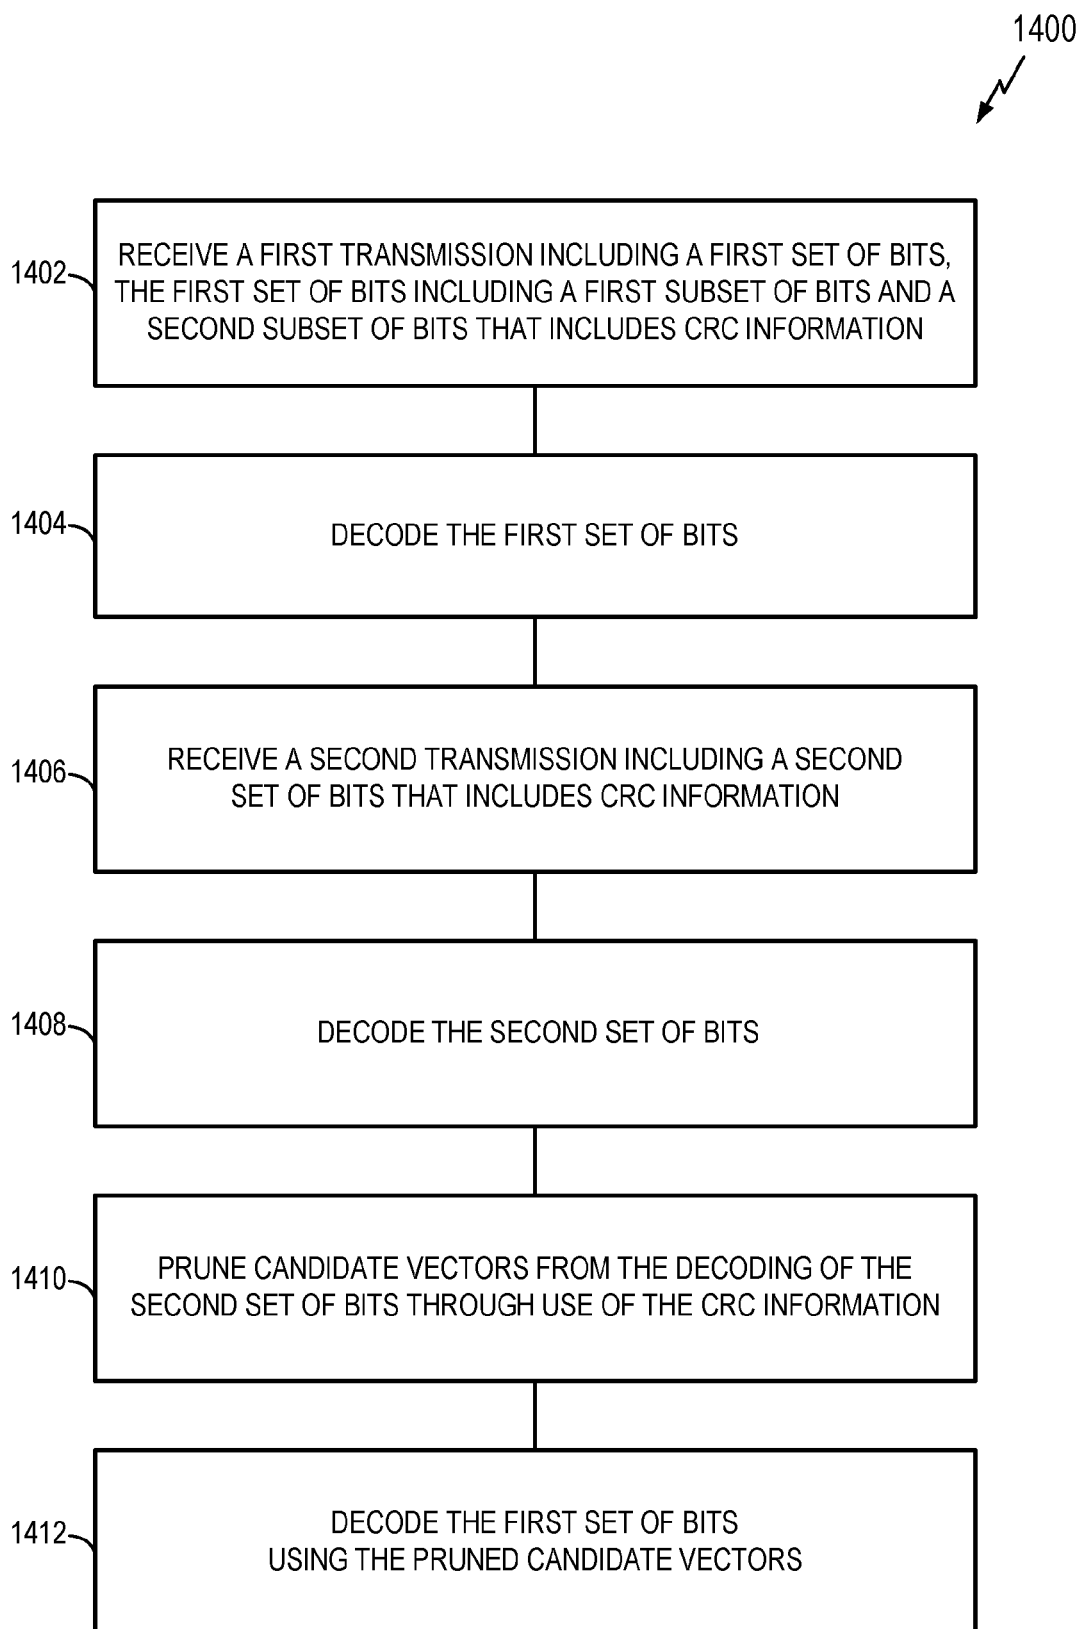 1400
1402
RECEIVE A FIRST TRANSMISSION INCLUDING A FIRST SET OF BITS,
THE FIRST SET OF BITS INCLUDING A FIRST SUBSET OF BITS AND A
SECOND SUBSET OF BITS THAT INCLUDES CRC INFORMATION
1404
DECODE THE FIRST SET OF BITS
1406
RECEIVE A SECOND TRANSMISSION INCLUDING A SECOND
SET OF BITS THAT INCLUDES CRC INFORMATION
1408
DECODE THE SECOND SET OF BITS
1410
PRUNE CANDIDATE VECTORS FROM THE DECODING OF THE
SECOND SET OF BITS THROUGH USE OF THE CRC INFORMATION
1412
DECODE THE FIRST SET OF BITS
USING THE PRUNED CANDIDATE VECTORS